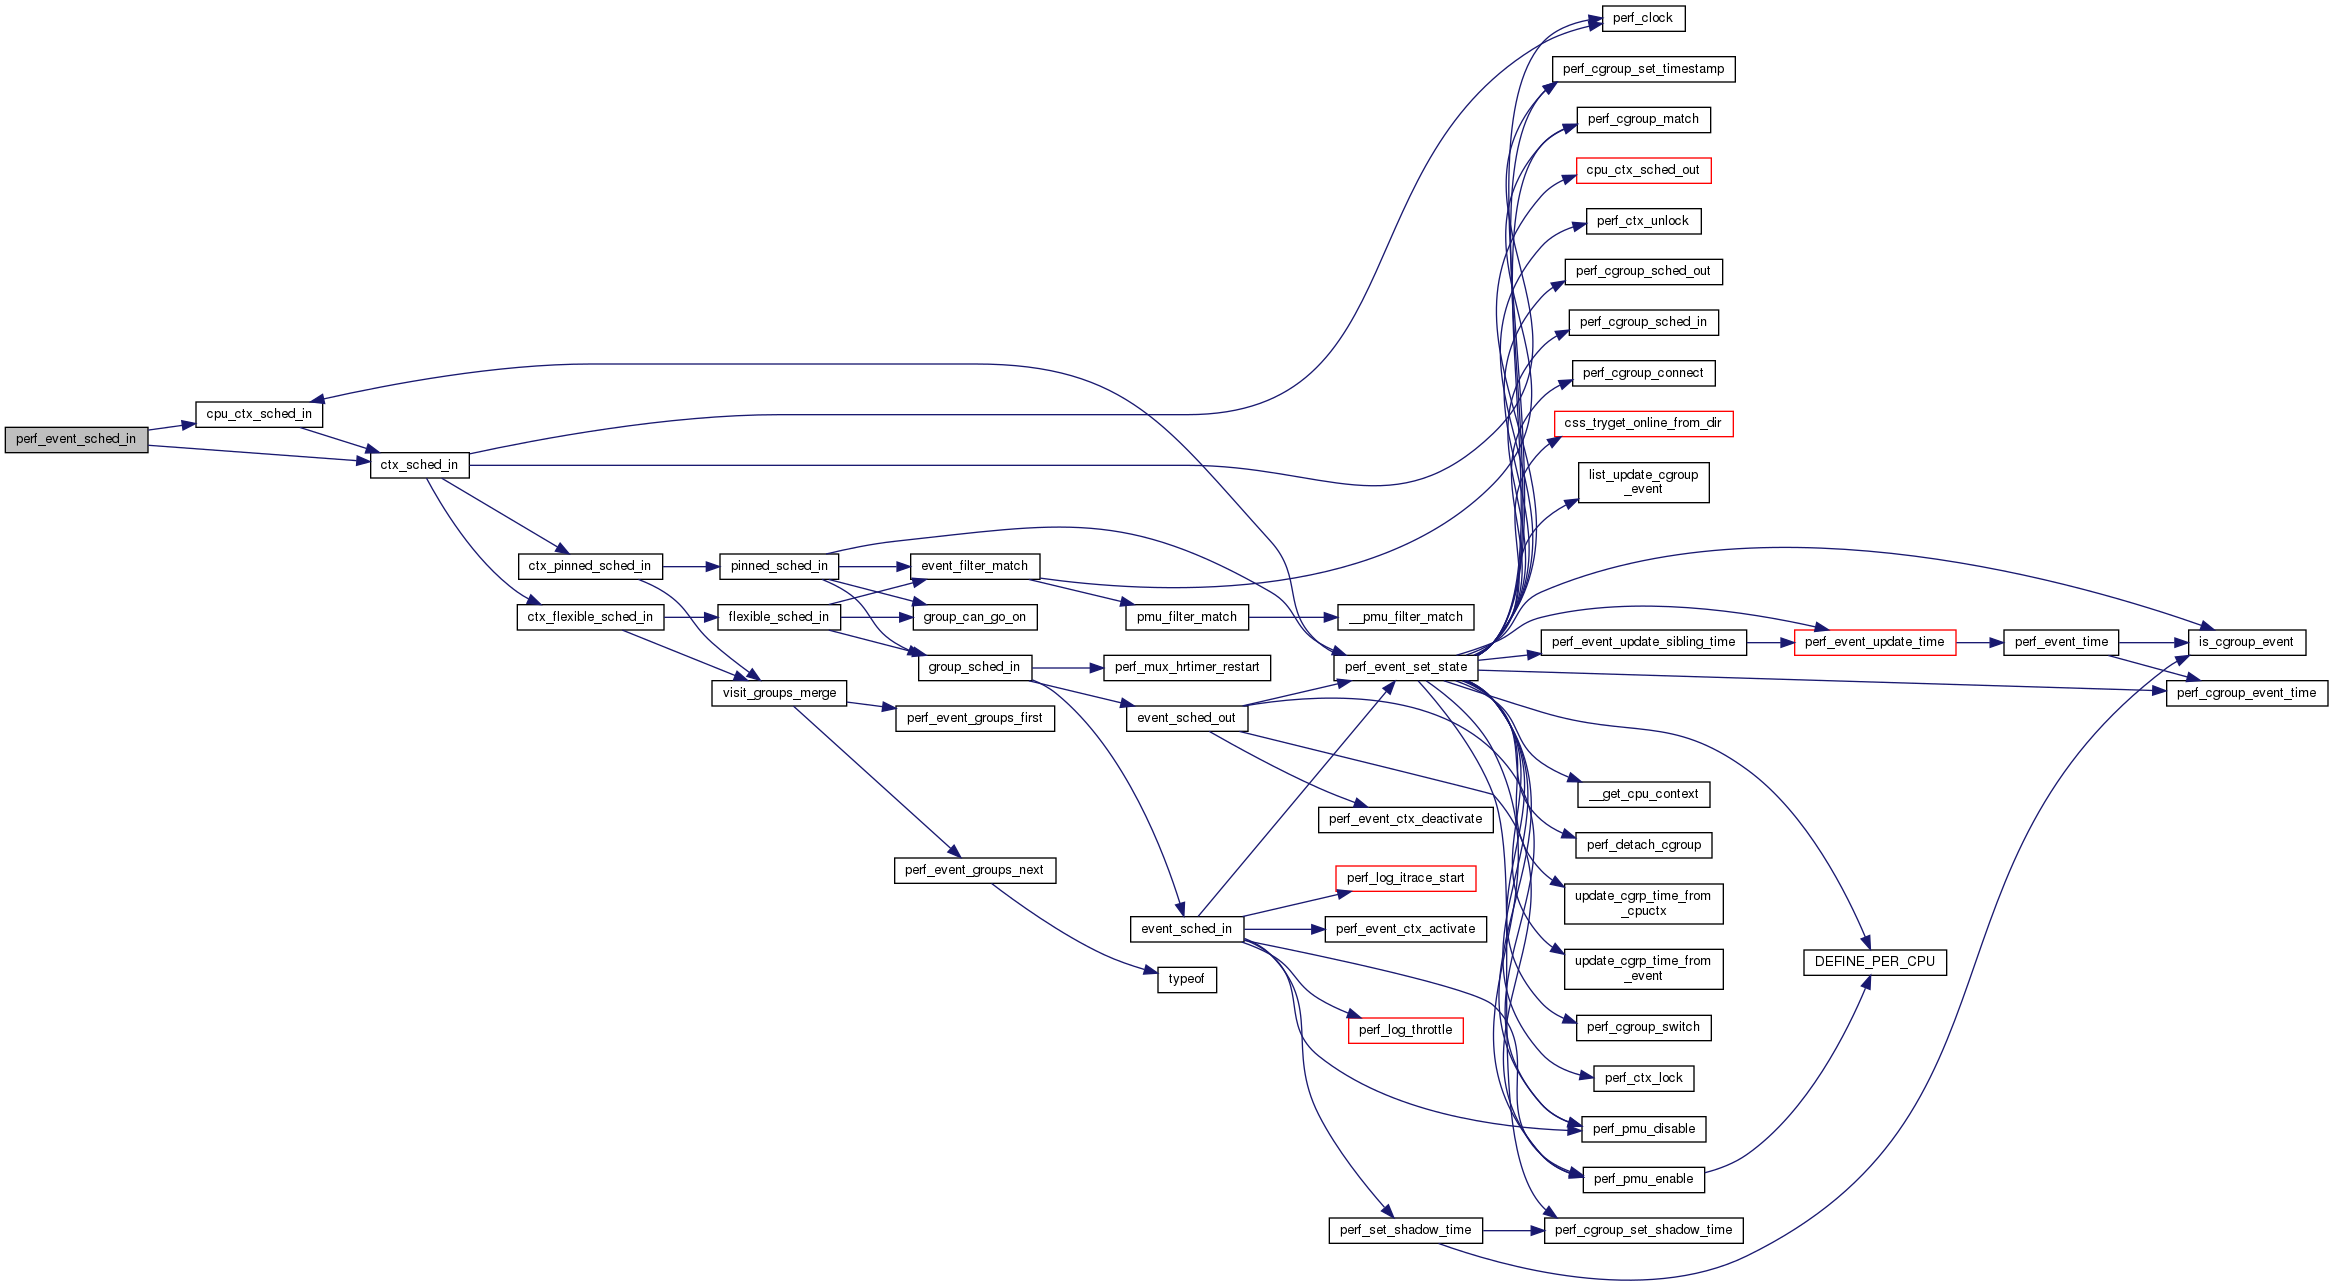 perf_event_sched_in
cpu_ctx_sched_in
ctx_sched_in
ctx_pinned_sched_in
ctx_flexible_sched_in
pinned_sched_in
flexible_sched_in
visit_groups_merge
event_filter_match
group_can_go_on
group_sched_in
perf_event_groups_first
perf_event_groups_next
pmu_filter_match
perf_mux_hrtimer_restart
event_sched_out
event_sched_in
typeof
__pmu_filter_match
perf_event_set_state
perf_event_ctx_deactivate
perf_log_itrace_start
perf_event_ctx_activate
perf_log_throttle
perf_set_shadow_time
perf_clock
perf_cgroup_set_timestamp
perf_cgroup_match
cpu_ctx_sched_out
perf_ctx_unlock
perf_cgroup_sched_out
perf_cgroup_sched_in
perf_cgroup_connect
css_tryget_online_from_dir
list_update_cgroup
_event
perf_event_update_sibling_time
__get_cpu_context
perf_detach_cgroup
update_cgrp_time_from
_cpuctx
update_cgrp_time_from
_event
perf_cgroup_switch
perf_ctx_lock
perf_pmu_disable
perf_pmu_enable
perf_cgroup_set_shadow_time
perf_event_update_time
DEFINE_PER_CPU
perf_event_time
is_cgroup_event
perf_cgroup_event_time